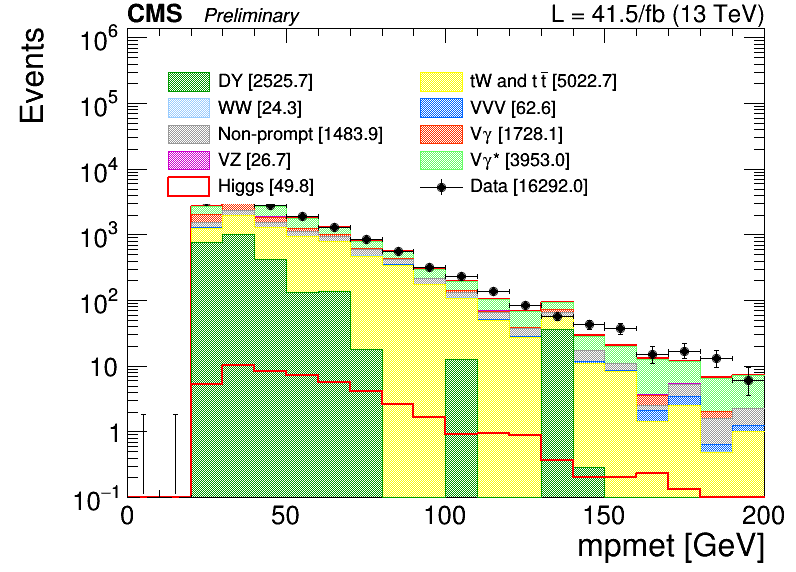 CMS Preliminary L = 41.5/fb (13 TeV)
Events
DY [2525.7]
WW [24.3]
Non-prompt [1483.9]
VZ [26.7]
Higgs [49.8]
tW and tt̄ [5022.7]
VVV [62.6]
Vγ [1728.1]
Vγ* [3953.0]
Data [16292.0]
10⁶
10⁵
10⁴
10³
10²
10
1
10⁻¹
0 50 100 150 200
mpmet [GeV]